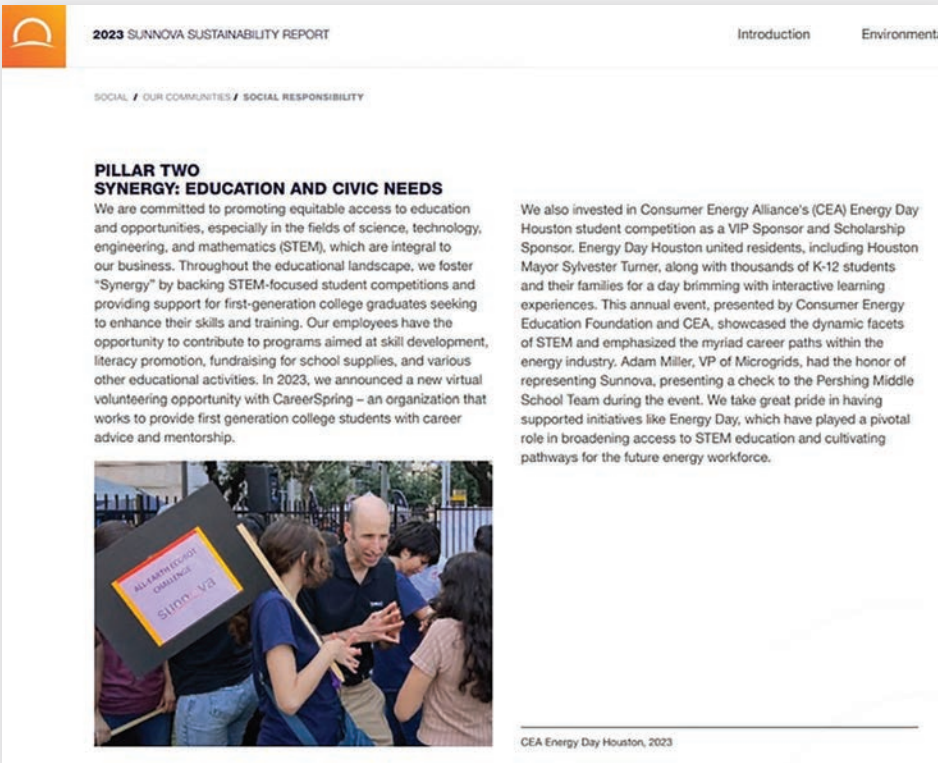 2023 SUNNOVA SUSTAINABILITY REPORT
Introduction
SOCIAL / OUR COMMUNITIES / SOCIAL RESPONSIBILITY
PILLAR TWO
SYNERGY: EDUCATION AND CIVIC NEEDS
We are committed to promoting equitable access to education
and opportunities, especially in the fields of science, technology,
engineering, and mathematics (STEM), which are integral to
our business. Throughout the educational landscape, we foster
“Synergy” by backing STEM-focused student competitions and
providing support for first-generation college graduates seeking
to enhance their skills and training. Our employees have the
opportunity to contribute to programs aimed at skill development,
literacy promotion, fundraising for school supplies, and various
other educational activities. In 2023, we announced a new virtual
volunteering opportunity with CareerSpring – an organization that
works to provide first generation college students with career
advice and mentorship.
ALL-EARTH ECOBOT
CHALLENGE
sunnova
We also invested in Consumer Energy Alliance's (CEA) Energy Day
Houston student competition as a VIP Sponsor and Scholarship
Sponsor. Energy Day Houston united residents, including Houston
Mayor Sylvester Turner, along with thousands of K-12 students
and their families for a day brimming with interactive learning
experiences. This annual event, presented by Consumer Energy
Education Foundation and CEA, showcased the dynamic facets
of STEM and emphasized the myriad career paths within the
energy industry. Adam Miller, VP of Microgrids, had the honor of
representing Sunnova, presenting a check to the Pershing Middle
School Team during the event. We take great pride in having
supported initiatives like Energy Day, which have played a pivotal
role in broadening access to STEM education and cultivating
pathways for the future energy workforce.
CEA Energy Day Houston, 2023